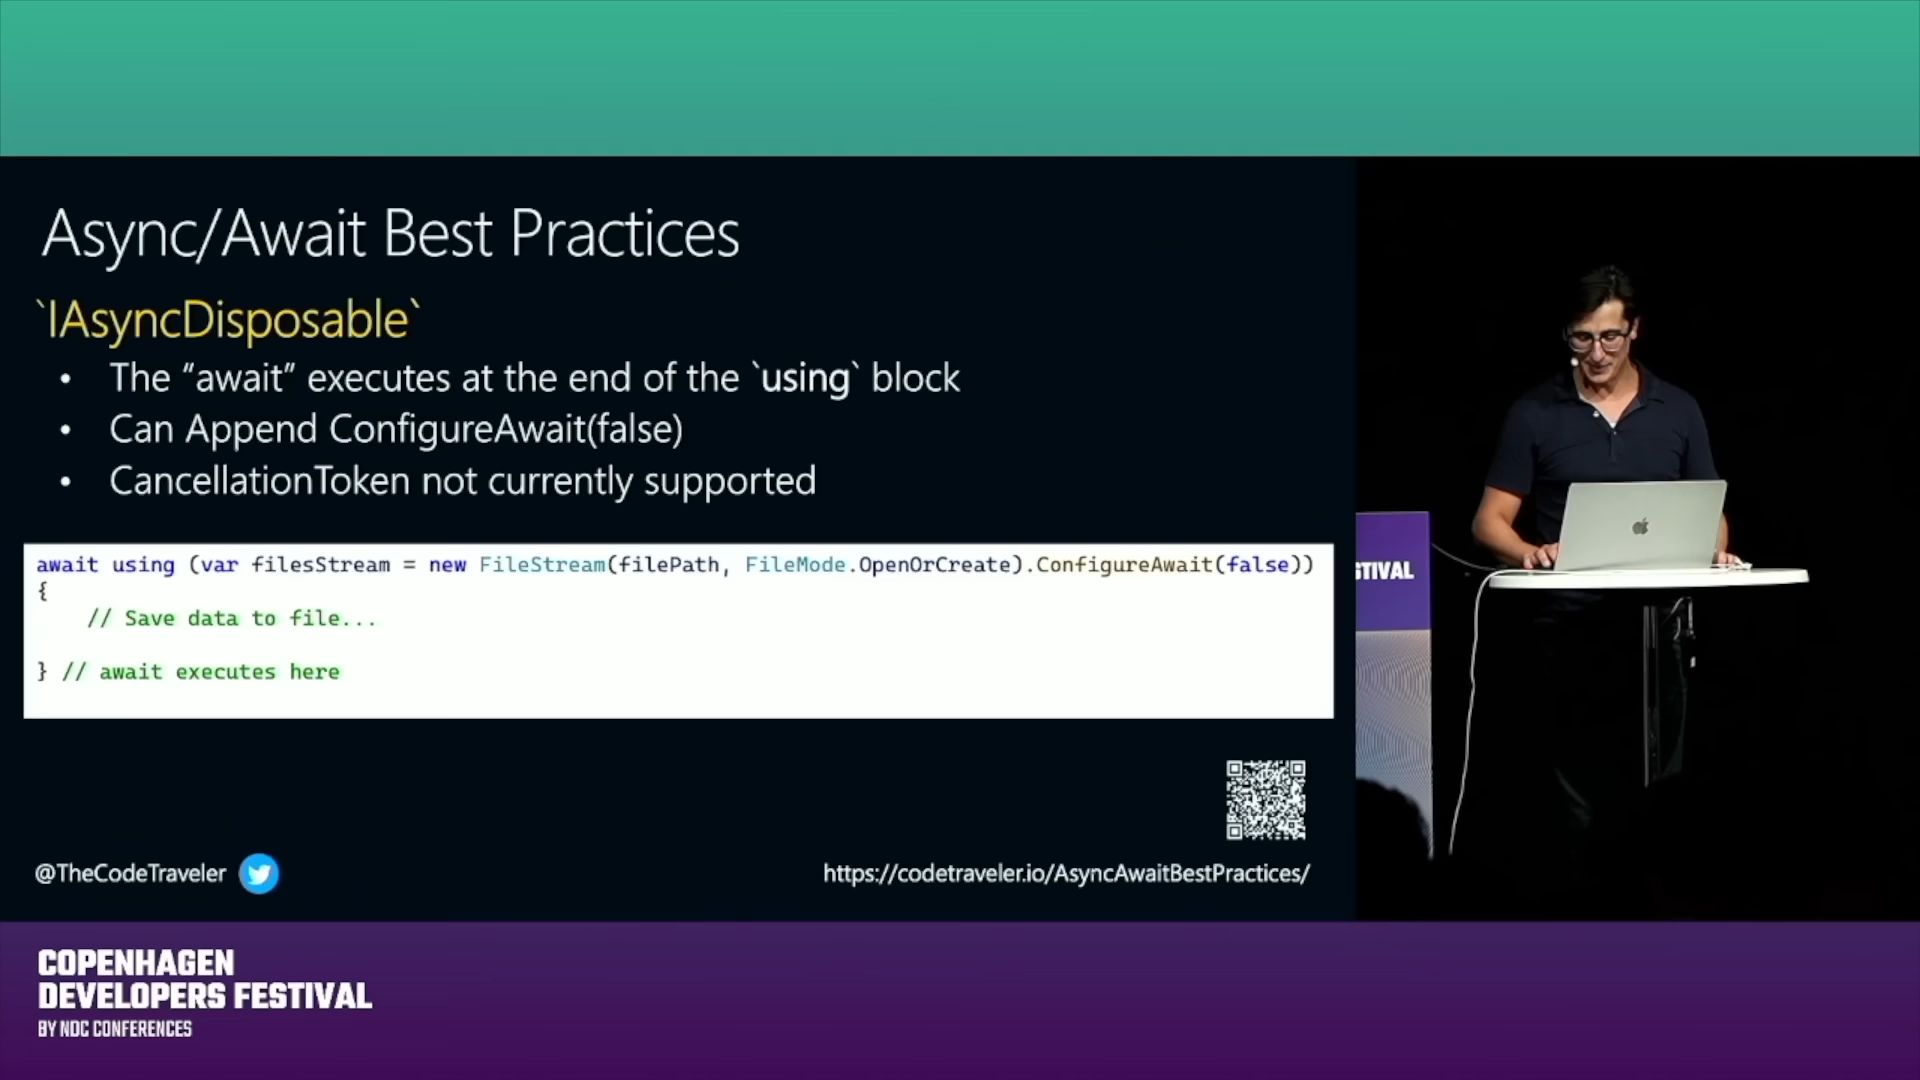 Async/Await Best Practices
`IAsyncDisposable`
• The “await” executes at the end of the `using` block
• Can Append ConfigureAwait(false)
• CancellationToken not currently supported
await using (var filesStream = new FileStream(filePath, FileMode.OpenOrCreate).ConfigureAwait(false))
{
// Save data to file...
} // await executes here
@TheCodeTraveler
https://codetraveler.io/AsyncAwaitBestPractices/
STIVAL
COPENHAGEN
DEVELOPERS FESTIVAL
BY NDC CONFERENCES